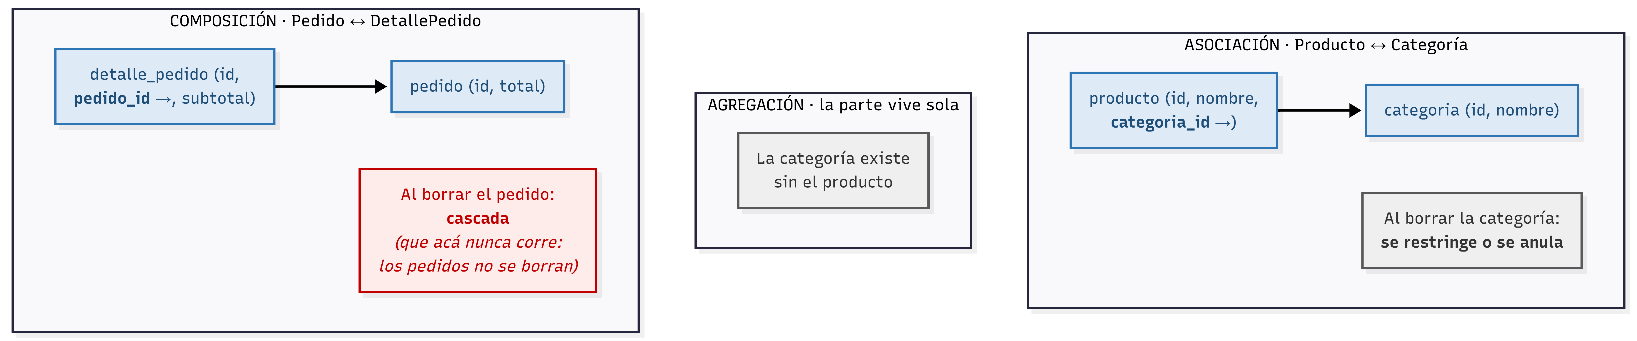 COMPOSICIÓN · Pedido ↔ DetallePedido
detalle_pedido (id,
pedido_id →, subtotal)
pedido (id, total)
Al borrar el pedido:
cascada
(que acá nunca corre:
los pedidos no se borran)
AGREGACIÓN · la parte vive sola
La categoría existe
sin el producto
ASOCIACIÓN · Producto ↔ Categoría
producto (id, nombre,
categoria_id →)
categoria (id, nombre)
Al borrar la categoría:
se restringe o se anula